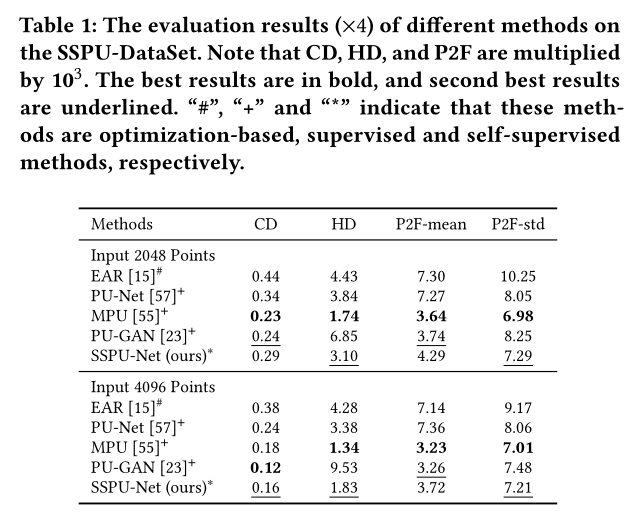 Table 1: The evaluation results (×4) of different methods on
the SSPU-DataSet. Note that CD, HD, and P2F are multiplied
by 10³. The best results are in bold, and second best results
are underlined. “#”, “+” and “*” indicate that these meth-
ods are optimization-based, supervised and self-supervised
methods, respectively.
Methods CD HD P2F-mean P2F-std
Input 2048 Points
EAR [15]# 0.44 4.43 7.30 10.25
PU-Net [57]+ 0.34 3.84 7.27 8.05
MPU [55]+ 0.23 1.74 3.64 6.98
PU-GAN [23]+ 0.24 6.85 3.74 8.25
SSPU-Net (ours)* 0.29 3.10 4.29 7.29
Input 4096 Points
EAR [15]# 0.38 4.28 7.14 9.17
PU-Net [57]+ 0.24 3.38 7.36 8.06
MPU [55]+ 0.18 1.34 3.23 7.01
PU-GAN [23]+ 0.12 9.53 3.26 7.48
SSPU-Net (ours)* 0.16 1.83 3.72 7.21